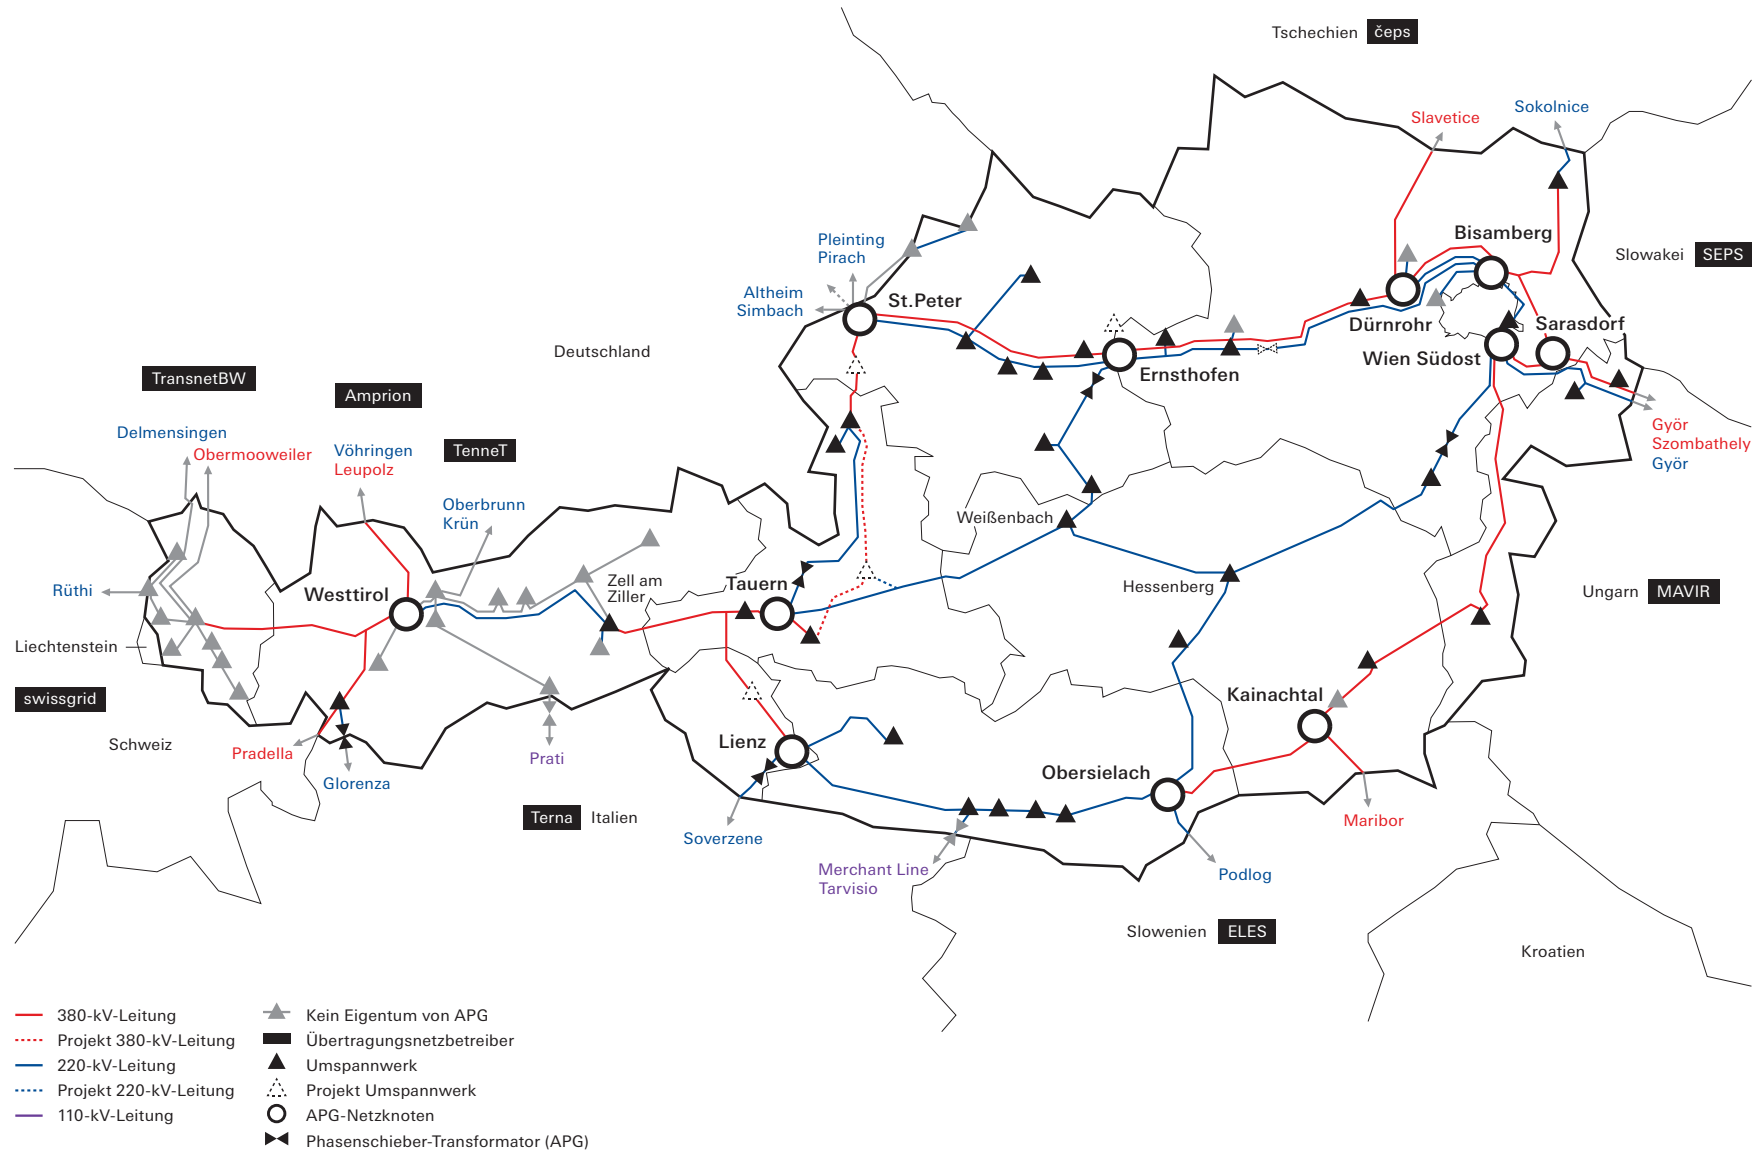 Tschechien čeps
Slavetice
Sokolnice
Bisamberg
Slowakei SEPS
Pleinting
Pirach
Altheim
Simbach
St.Peter
Dürnrohr
Sarasdorf
Wien Südost
Deutschland
Ernsthofen
TransnetBW
Amprion
TenneT
Delmensingen
Obermooweiler
Vöhringen
Leupolz
Györ
Szombathely
Györ
Oberbrunn
Krün
Weißenbach
Hessenberg
Rüthi
Westtirol
Zell am
Ziller
Tauern
Ungarn MAVIR
Liechtenstein
swissgrid
Schweiz
Pradella
Glorenza
Prati
Lienz
Kainachtal
Obersielach
Terna Italien
Soverzene
Maribor
Merchant Line
Tarvisio
Podlog
Slowenien ELES
Kroatien
380-kV-Leitung
Projekt 380-kV-Leitung
220-kV-Leitung
Projekt 220-kV-Leitung
110-kV-Leitung
Kein Eigentum von APG
Übertragungsnetzbetreiber
Umspannwerk
Projekt Umspannwerk
APG-Netzknoten
Phasenschieber-Transformator (APG)